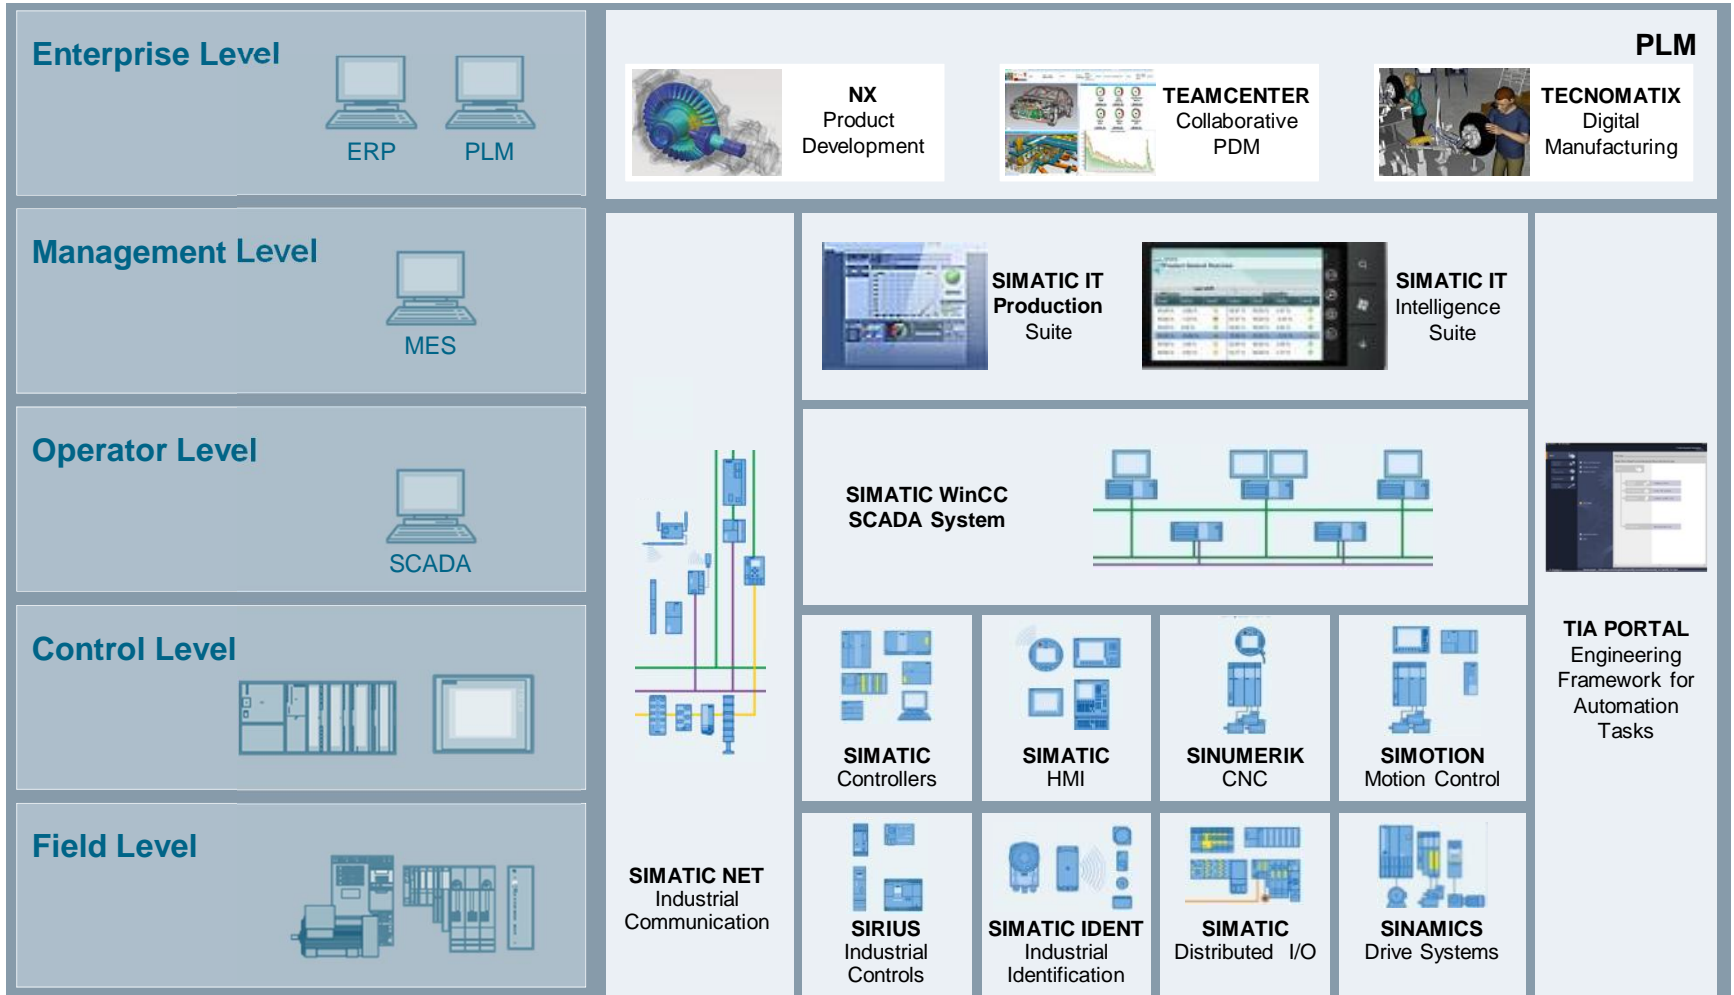 Enterprise Level
ERP
PLM
PLM
NX
Product
Development
TEAMCENTER
Collaborative
PDM
TECNOMATIX
Digital
Manufacturing
Management Level
MES
SIMATIC IT
Production
Suite
SIMATIC IT
Intelligence
Suite
Operator Level
SCADA
SIMATIC WinCC
SCADA System
Control Level
SIMATIC
Controllers
SIMATIC
HMI
SINUMERIK
CNC
SIMOTION
Motion Control
TIA PORTAL
Engineering
Framework for
Automation
Tasks
Field Level
SIMATIC NET
Industrial
Communication
SIRIUS
Industrial
Controls
SIMATIC IDENT
Industrial
Identification
SIMATIC
Distributed I/O
SINAMICS
Drive Systems